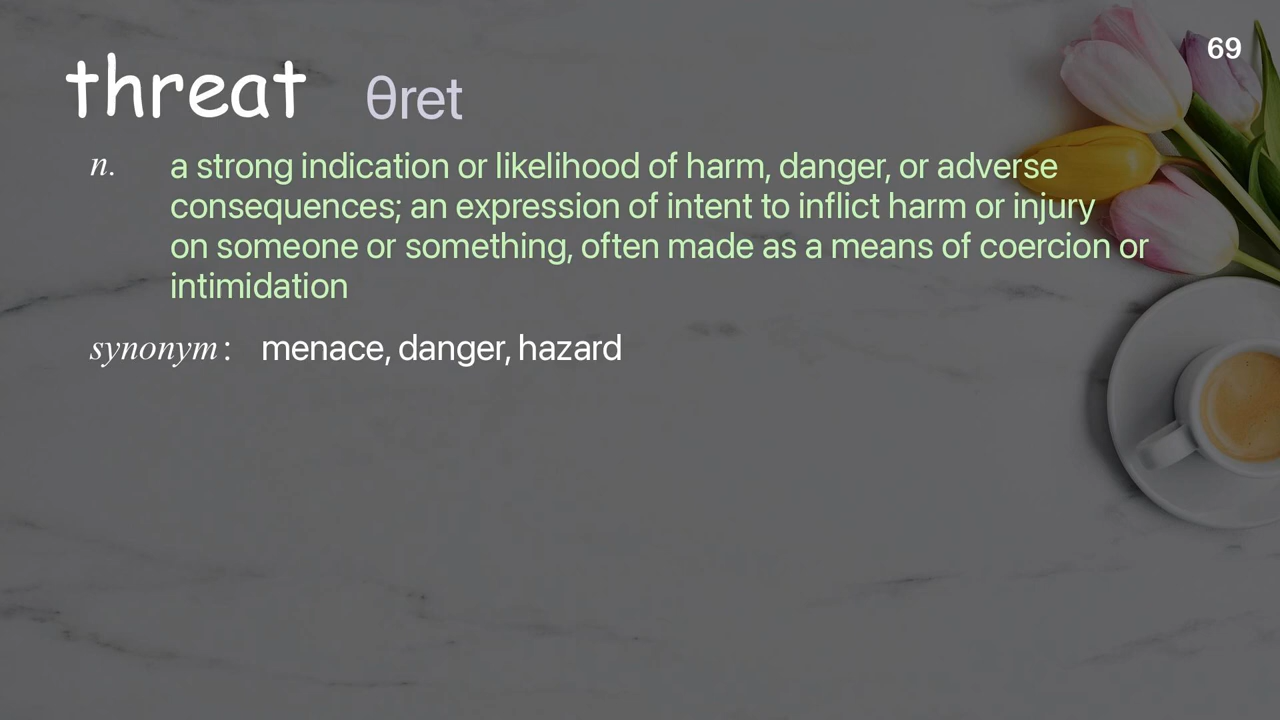 69
threat θret
n. a strong indication or likelihood of harm, danger, or adverse
consequences; an expression of intent to inflict harm or injury
on someone or something, often made as a means of coercion or
intimidation
synonym: menace, danger, hazard